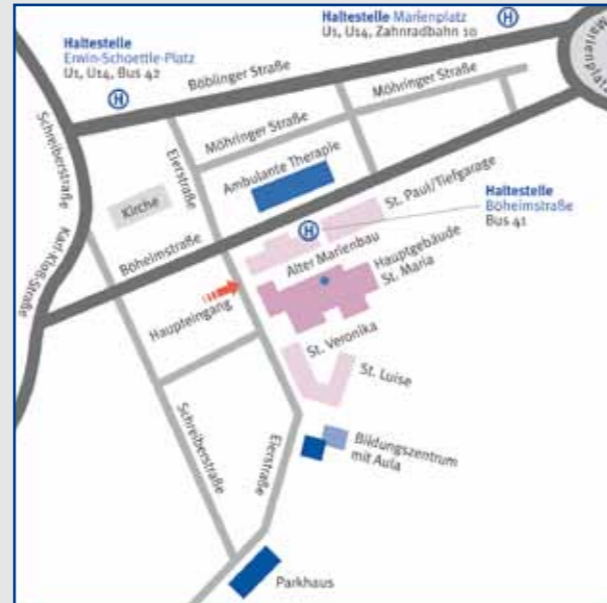 Haltestelle Marienplatz
U1, U14, Zahnradbahn 10
Marienplatz
Haltestelle
Erwin-Schoettle-Platz
U1, U14, Bus 42
H
H
Böblinger Straße
Möhringer Straße
Möhringer Straße
Schreiberstraße
Eierstraße
Ambulante Therapie
Kirche
St. Paul/Tiefgarage
Haltestelle
Böheimstraße
Bus 41
H
Karl-Kloß-Straße
Böheimstraße
Alter Marienbau
Hauptgebäude
St. Maria
Haupteingang
St. Veronika
St. Luise
Schreiberstraße
Eierstraße
Bildungszentrum
mit Aula
Parkhaus